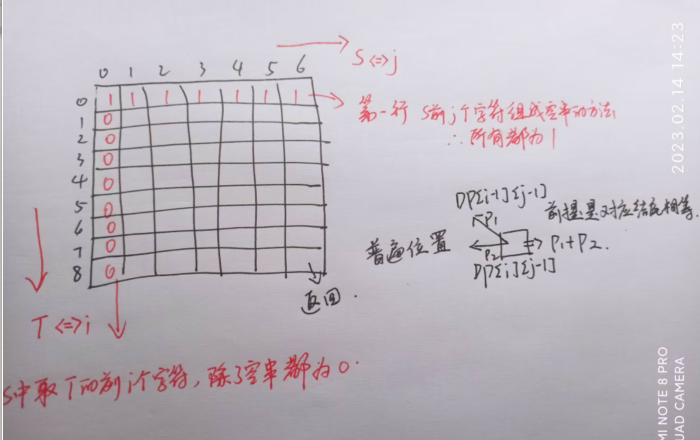 S<=>j
0 1 2 3 4 5 6
0 1 1 1 1 1 1 1
第一行 S前j个字符组成空串的方法
∴所有都为1
1 0
2 0
3 0
4 0
5 0
6 0
7 0
8 0
DP[i-1][j-1]
前提是对应结尾相等.
P1
普遍位置
P2
P1+P2.
DP[i][j-1]
返回.
T<=>i
S中取T的前i个字符,除了空串都为0.
2023.02.14 14:23
MI NOTE 8 PRO
UAD CAMERA